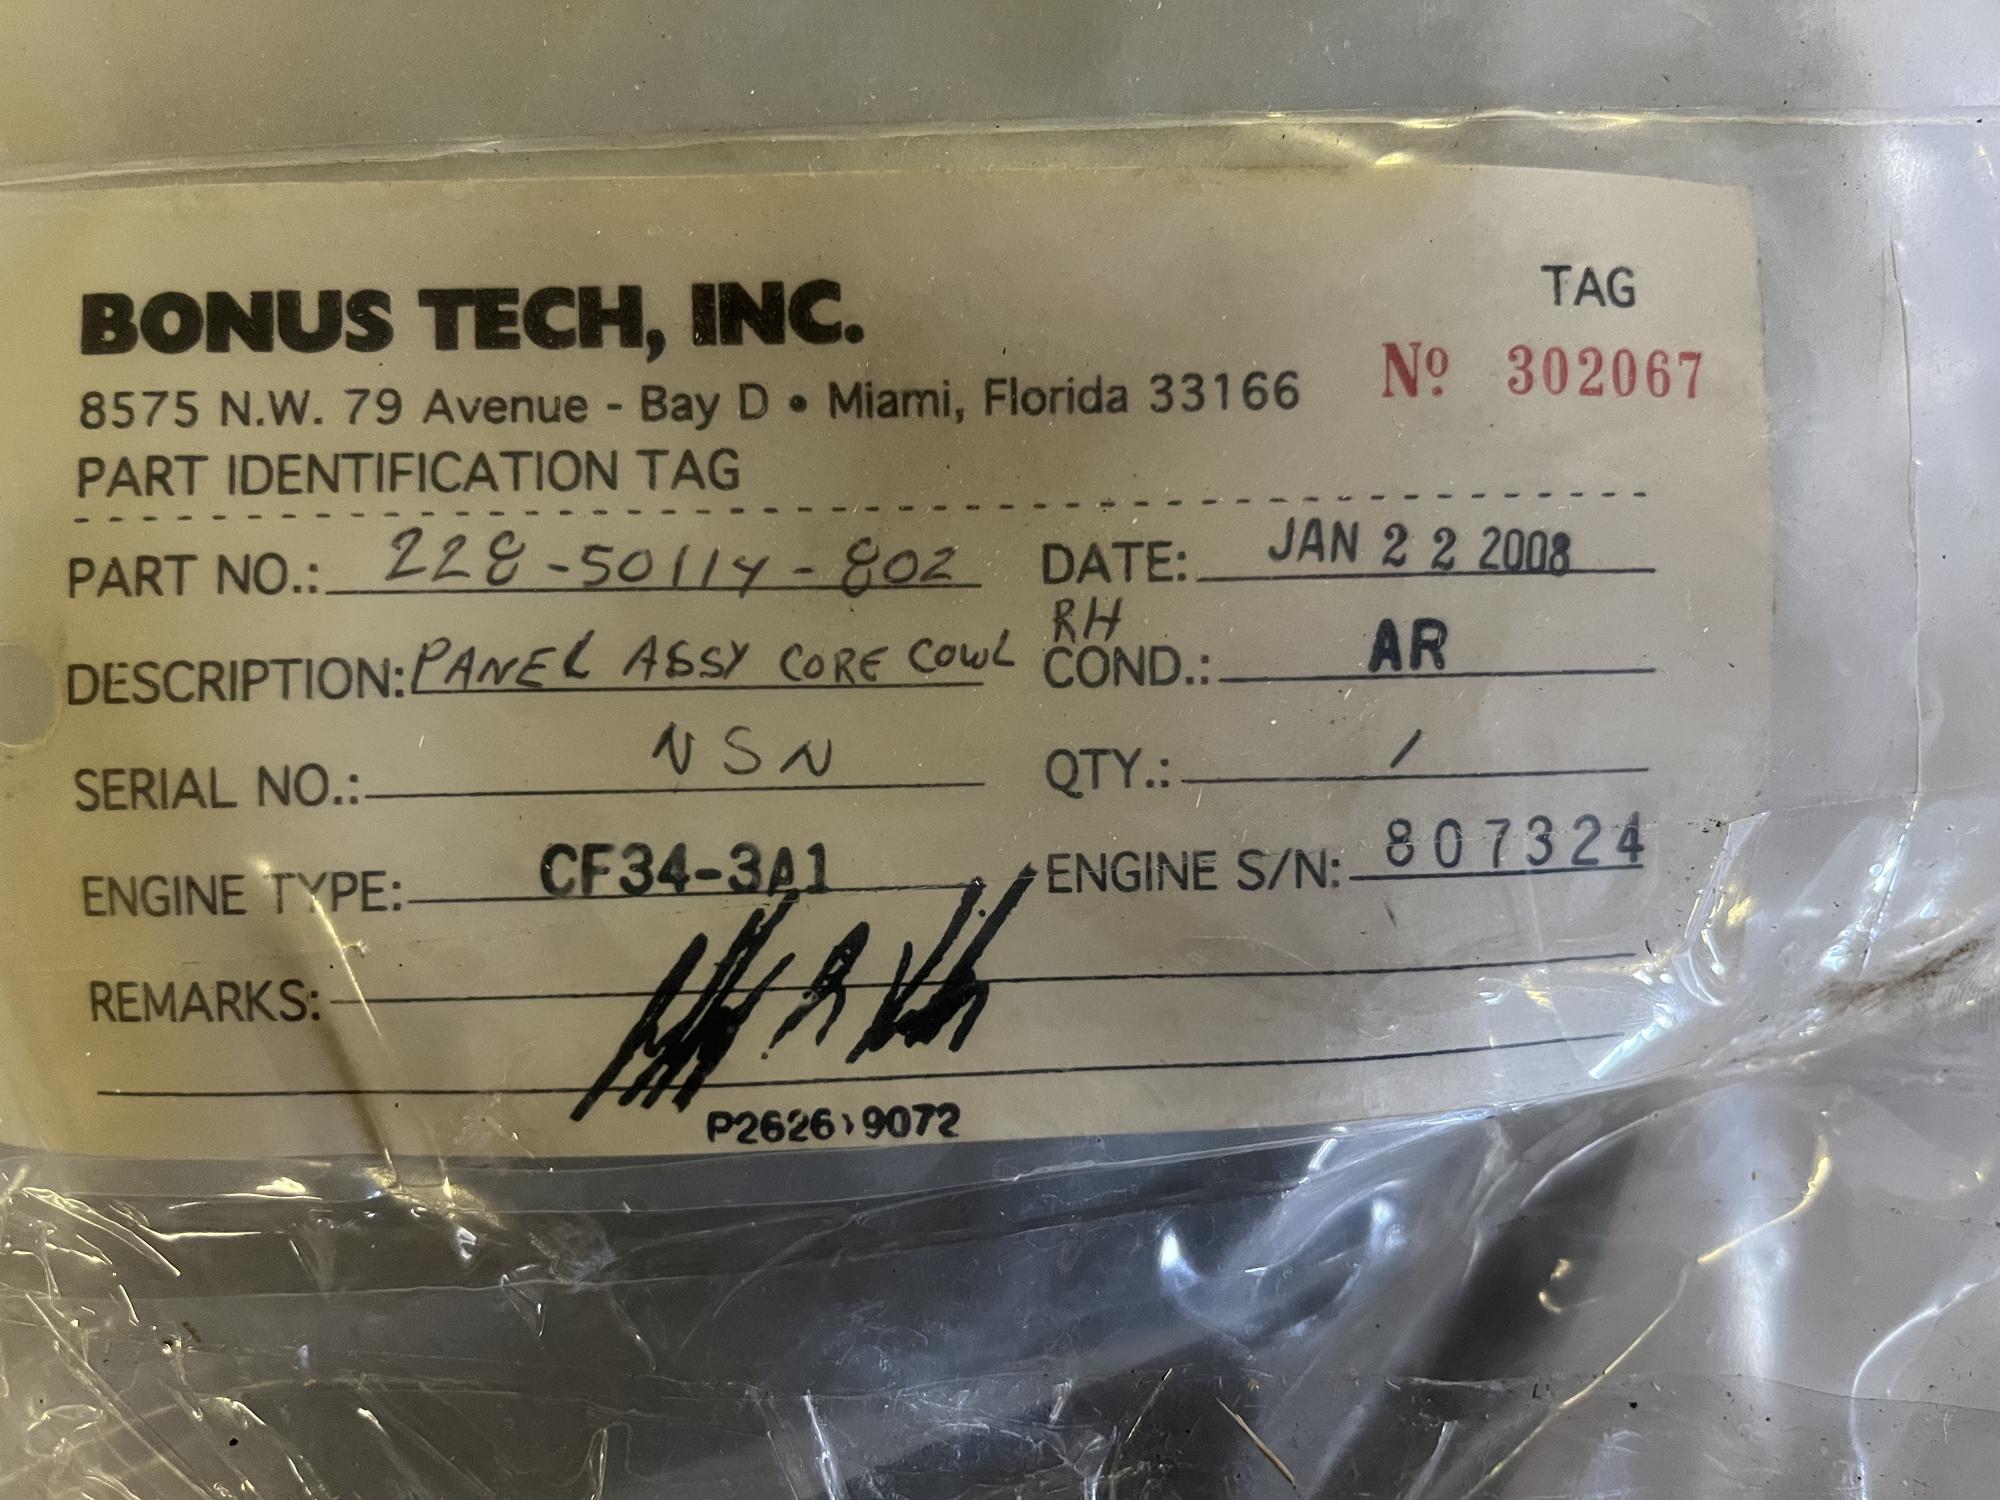 BONUS TECH, INC.
TAG
8575 N.W. 79 Avenue - Bay D • Miami, Florida 33166
Nº 302067
PART IDENTIFICATION TAG
PART NO.: 228-50114-802
DATE: JAN 22 2008
DESCRIPTION: PANEL ASSY CORE COWL RH
COND.: AR
SERIAL NO.: NSN
QTY.: 1
ENGINE TYPE: CF34-3A1
ENGINE S/N: 807324
REMARKS: